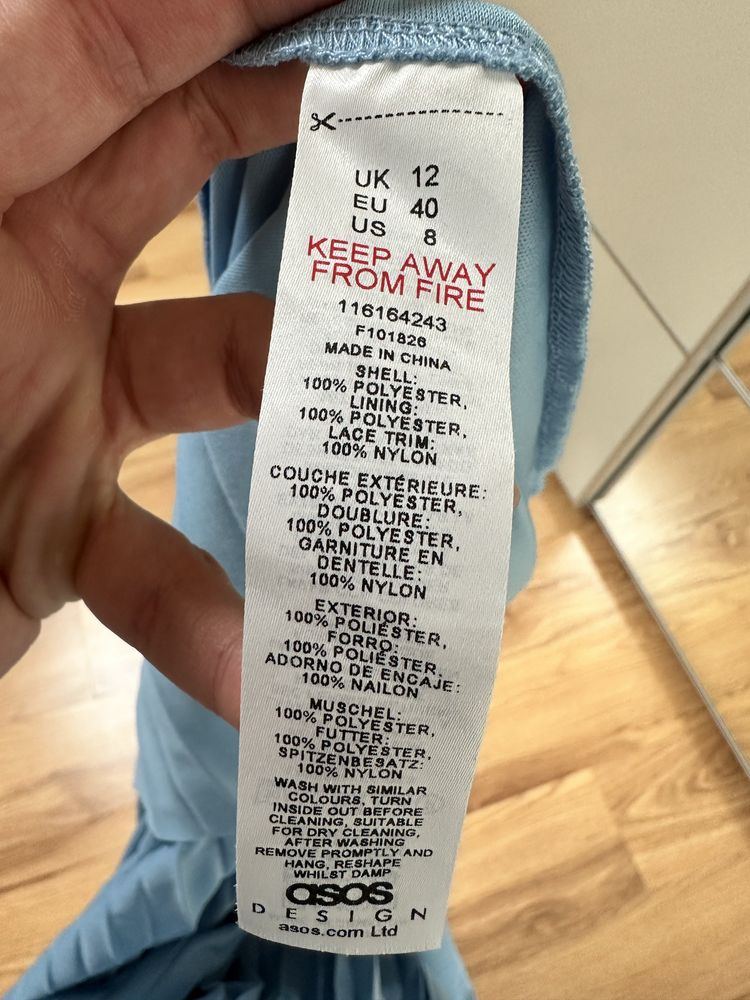 UK 12
EU 40
US 8
KEEP AWAY
FROM FIRE
116164243
F101826
MADE IN CHINA
SHELL:
100% POLYESTER,
LINING:
100% POLYESTER,
LACE TRIM:
100% NYLON
COUCHE EXTÉRIEURE:
100% POLYESTER,
DOUBLURE:
100% POLYESTER,
GARNITURE EN
DENTELLE:
100% NYLON
EXTERIOR:
100% POLIÉSTER,
FORRO:
100% POLIÉSTER,
ADORNO DE ENCAJE:
100% NAILON
MUSCHEL:
100% POLYESTER,
FUTTER:
100% POLYESTER,
SPITZENBESATZ:
100% NYLON
WASH WITH SIMILAR
COLOURS, TURN
INSIDE OUT BEFORE
CLEANING, SUITABLE
FOR DRY CLEANING,
AFTER WASHING
REMOVE PROMPTLY AND
HANG, RESHAPE
WHILST DAMP
asos
DESIGN
asos.com Ltd